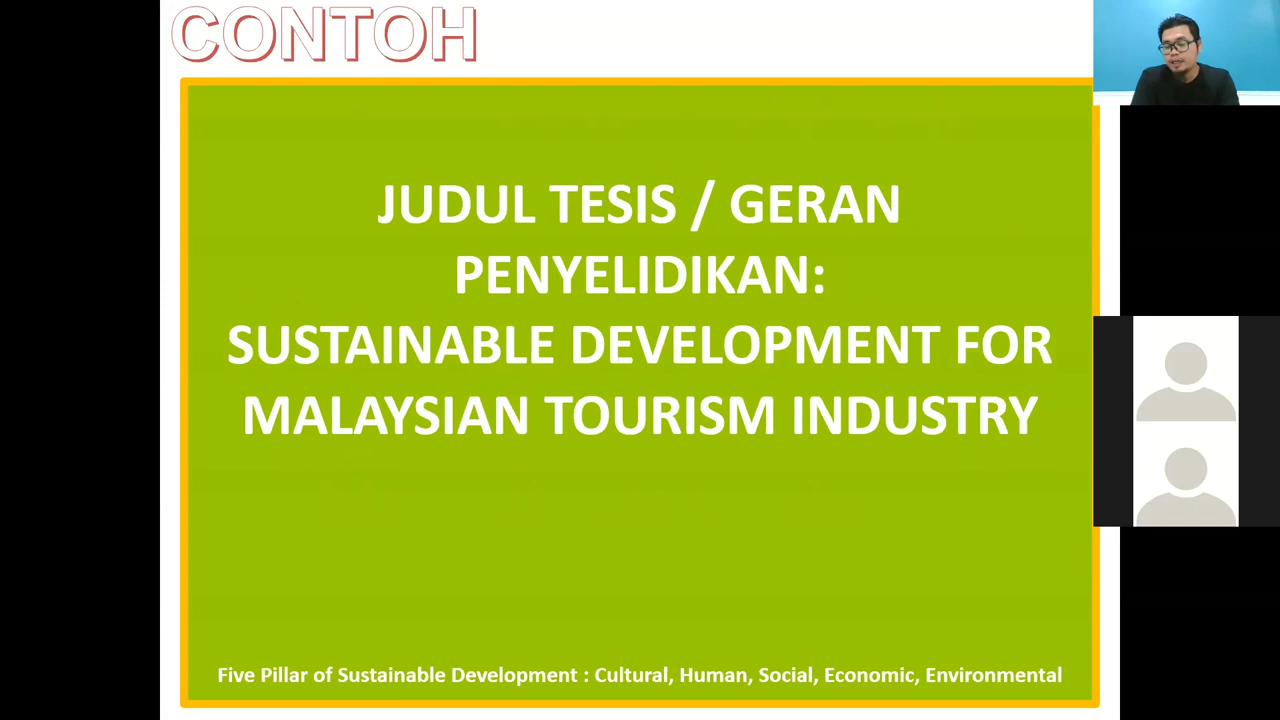 CONTOH
JUDUL TESIS / GERAN
PENYELIDIKAN:
SUSTAINABLE DEVELOPMENT FOR
MALAYSIAN TOURISM INDUSTRY
Five Pillar of Sustainable Development : Cultural, Human, Social, Economic, Environmental